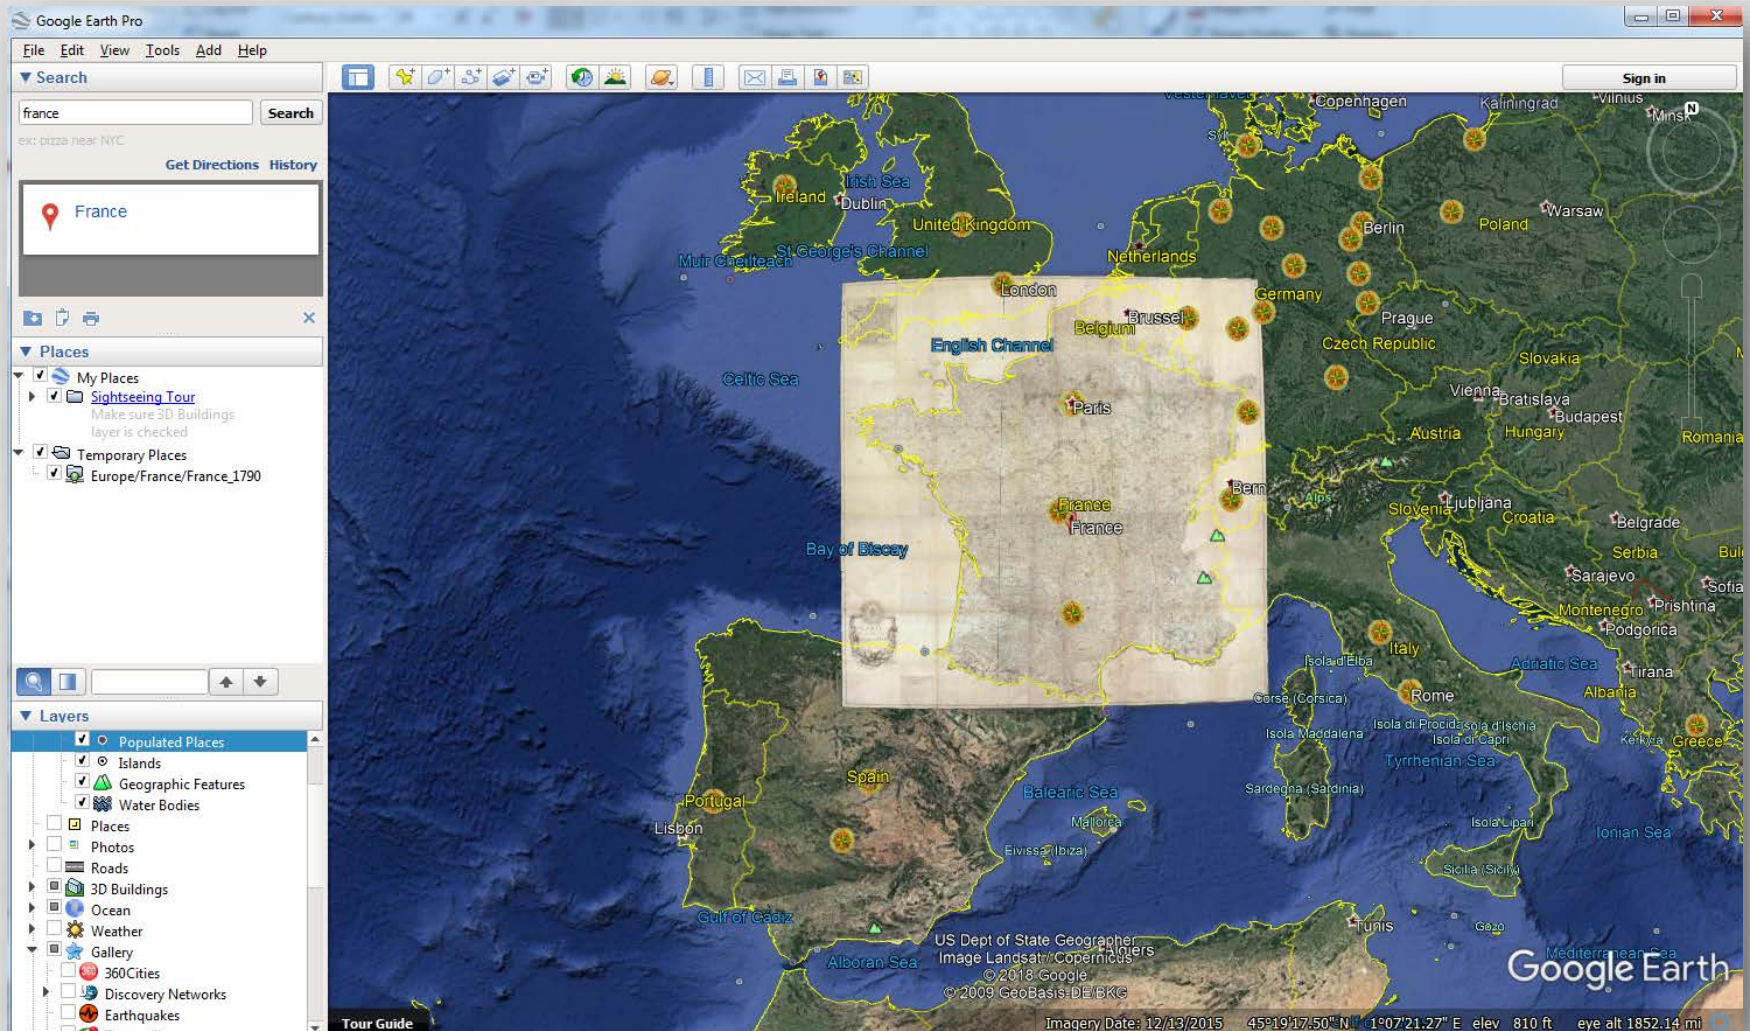 Google Earth Pro
File Edit View Tools Add Help
Search
france
Search
ex: pizza near NYC
Get Directions History
France
Places
My Places
Sightseeing Tour
Make sure 3D Buildings
layer is checked
Temporary Places
Europe/France/France_1790
Layers
Populated Places
Islands
Geographic Features
Water Bodies
Places
Photos
Roads
3D Buildings
Ocean
Weather
Gallery
360Cities
Discovery Networks
Earthquakes
Sign in
Copenhagen
Kaliningrad
Vilnius
Minsk
N
Sylt
Irish Sea
Ireland
Dublin
United Kingdom
Warsaw
Berlin
Poland
St George's Channel
Muir Cheilteach
Netherlands
London
Germany
Brussel
Belgium
Prague
English Channel
Czech Republic
Slovakia
Celtic Sea
Vienna
Bratislava
Paris
Budapest
Austria
Hungary
Romania
Bern
Alps
France
France
Slovenia
Ljubljana
Croatia
Belgrade
Bay of Biscay
Serbia
Sarajevo
Sofia
Montenegro
Prishtina
Podgorica
Italy
Isola d'Elba
Adriatic Sea
Tirana
Albania
Corse (Corsica)
Rome
Isola di Procida
Isola d'Ischia
Isola Maddalena
Isola di Capri
Kerkyra
Greece
Tyrrhenian Sea
Spain
Portugal
Balearic Sea
Sardegna (Sardinia)
Lisbon
Mallorca
Isola Lipari
Ionian Sea
Eivissa (Ibiza)
Sicilia (Sicily)
Gulf of Cádiz
Tunis
Gozo
Algiers
Alboran Sea
Mediterranean Sea
US Dept of State Geographer
Image Landsat / Copernicus
© 2018 Google
© 2009 GeoBasis-DE/BKG
Google Earth
Tour Guide
Imagery Date: 12/13/2015 45°19'17.50" N 1°07'21.27" E elev 810 ft eye alt 1852.14 mi